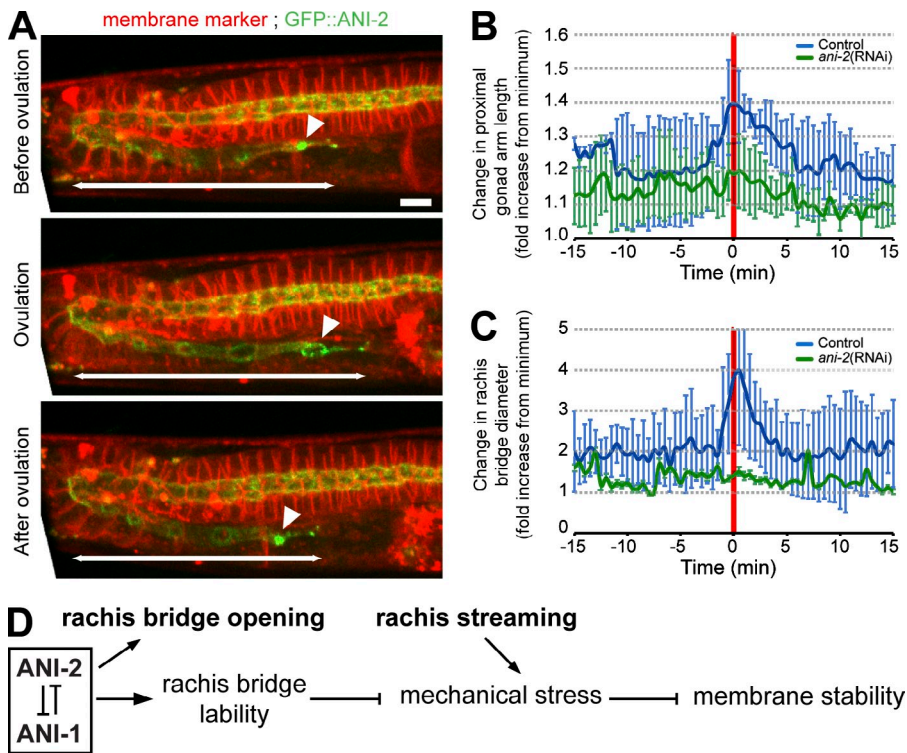 A
membrane marker ; GFP::ANI-2
Before ovulation
Ovulation
After ovulation
B
Change in proximal
gonad arm length
(fold increase from minimum)
1.6
1.5
1.4
1.3
1.2
1.1
1.0
Control
ani-2(RNAi)
-15 -10 -5 0 5 10 15
Time (min)
C
Change in rachis
bridge diameter
(fold increase from minimum)
5
4
3
2
1
0
Control
ani-2(RNAi)
-15 -10 -5 0 5 10 15
Time (min)
D
rachis bridge opening
rachis streaming
ANI-2
ANI-1
rachis bridge
lability
mechanical stress
membrane stability